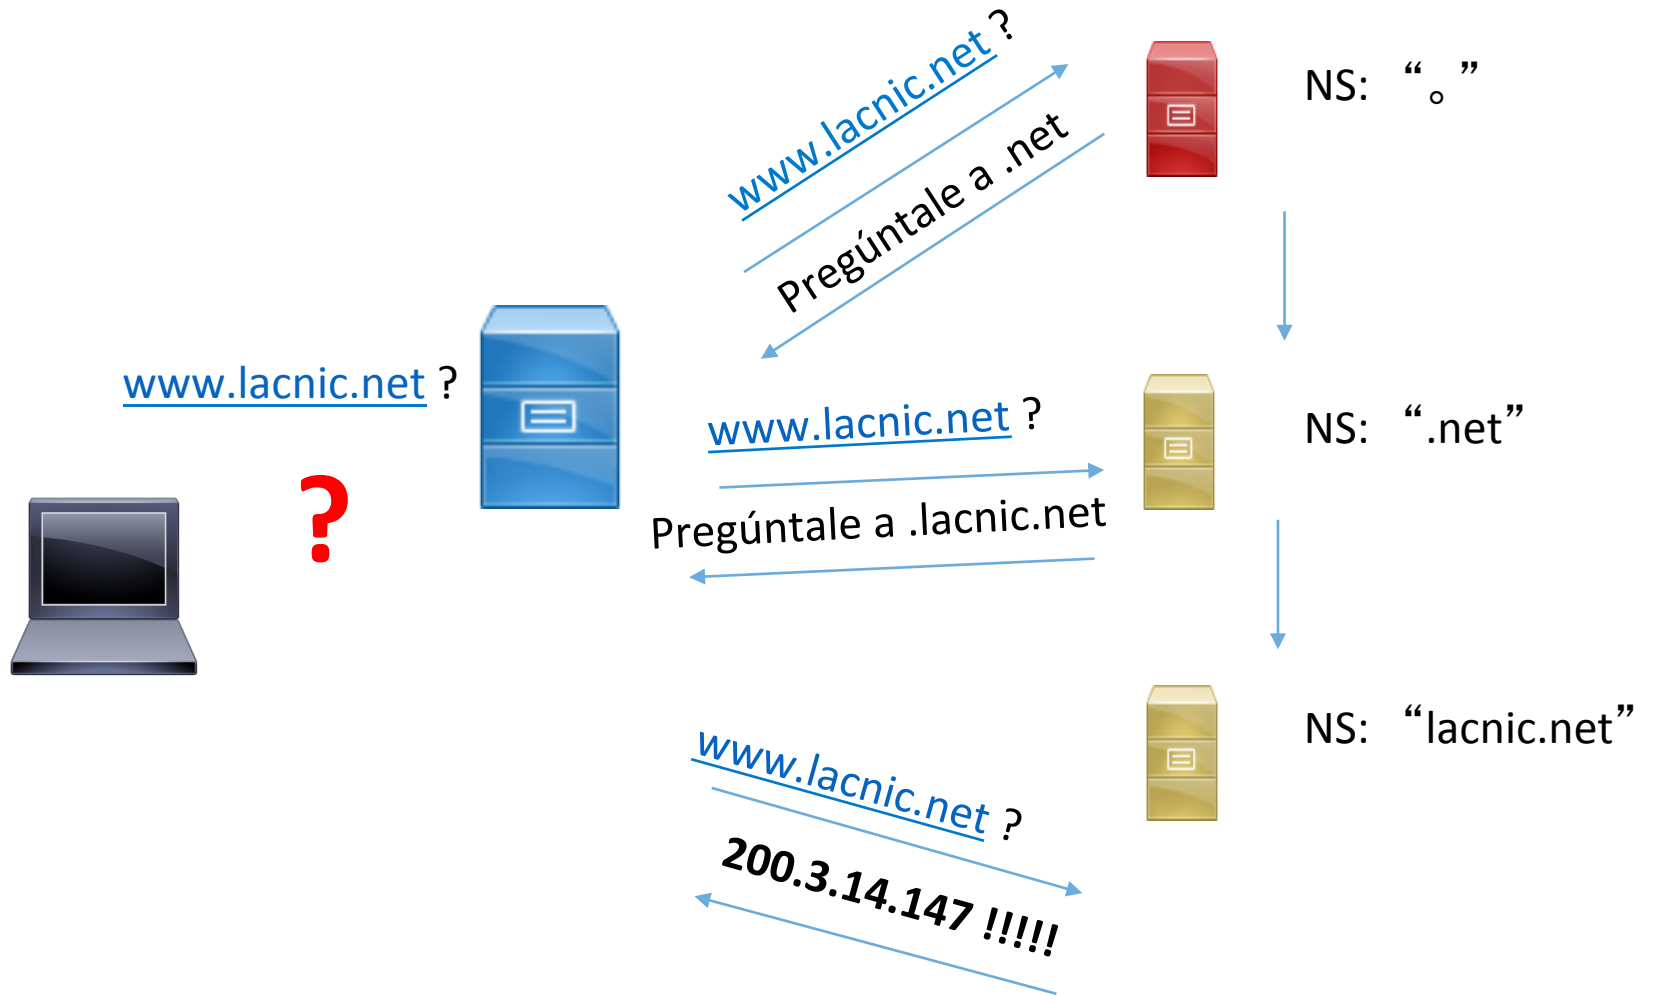 www.lacnic.net ?
NS: “。”
Pregúntale a .net
www.lacnic.net ?
www.lacnic.net ?
NS: “.net”
?
Pregúntale a .lacnic.net
www.lacnic.net ?
NS: “lacnic.net”
200.3.14.147 !!!!!